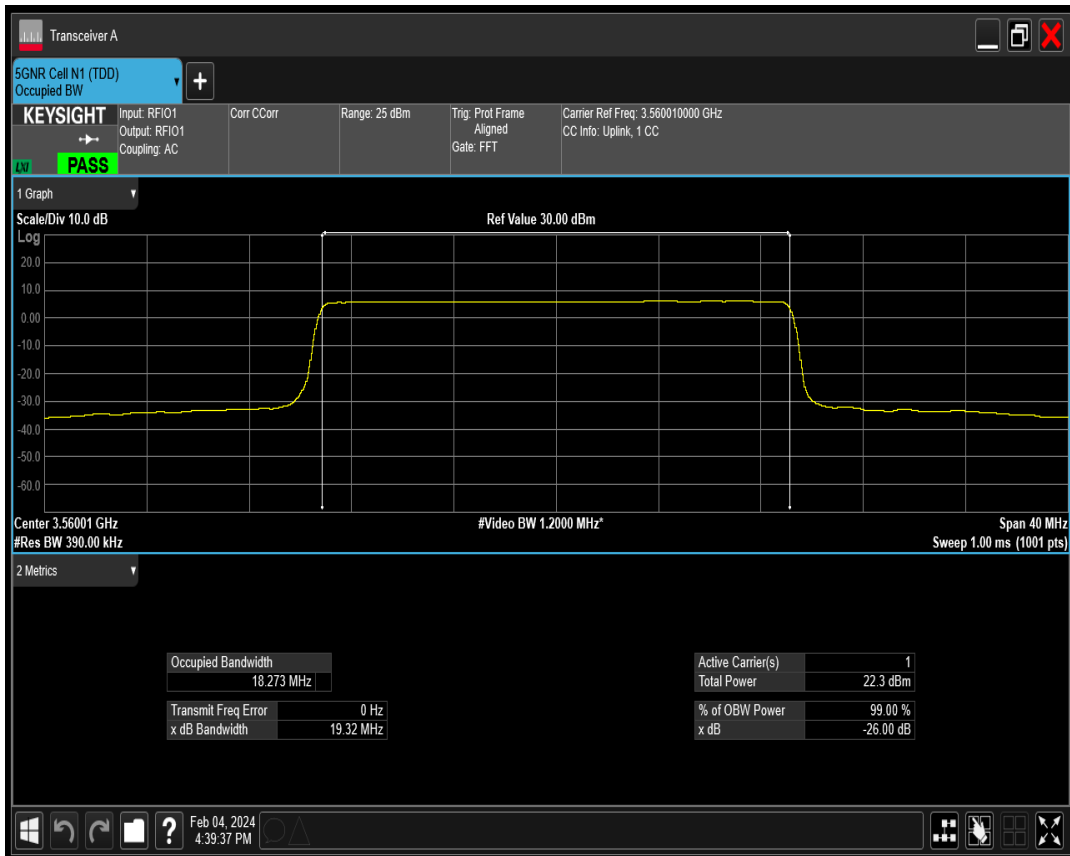 Transceiver A
5GNR Cell N1 (TDD)
Occupied BW
+
KEYSIGHT
LXI
PASS
Input: RFIO1
Output: RFIO1
Coupling: AC
Corr CCorr
Range: 25 dBm
Trig: Prot Frame
Aligned
Gate: FFT
Carrier Ref Freq: 3.560010000 GHz
CC Info: Uplink, 1 CC
1 Graph
Scale/Div 10.0 dB
Ref Value 30.00 dBm
Log
20.0
10.0
0.00
-10.0
-20.0
-30.0
-40.0
-50.0
-60.0
Center 3.56001 GHz
#Video BW 1.2000 MHz*
Span 40 MHz
#Res BW 390.00 kHz
Sweep 1.00 ms (1001 pts)
2 Metrics
Occupied Bandwidth
18.273 MHz
Transmit Freq Error 0 Hz
x dB Bandwidth 19.32 MHz
Active Carrier(s) 1
Total Power 22.3 dBm
% of OBW Power 99.00 %
x dB -26.00 dB
?
Feb 04, 2024
4:39:37 PM